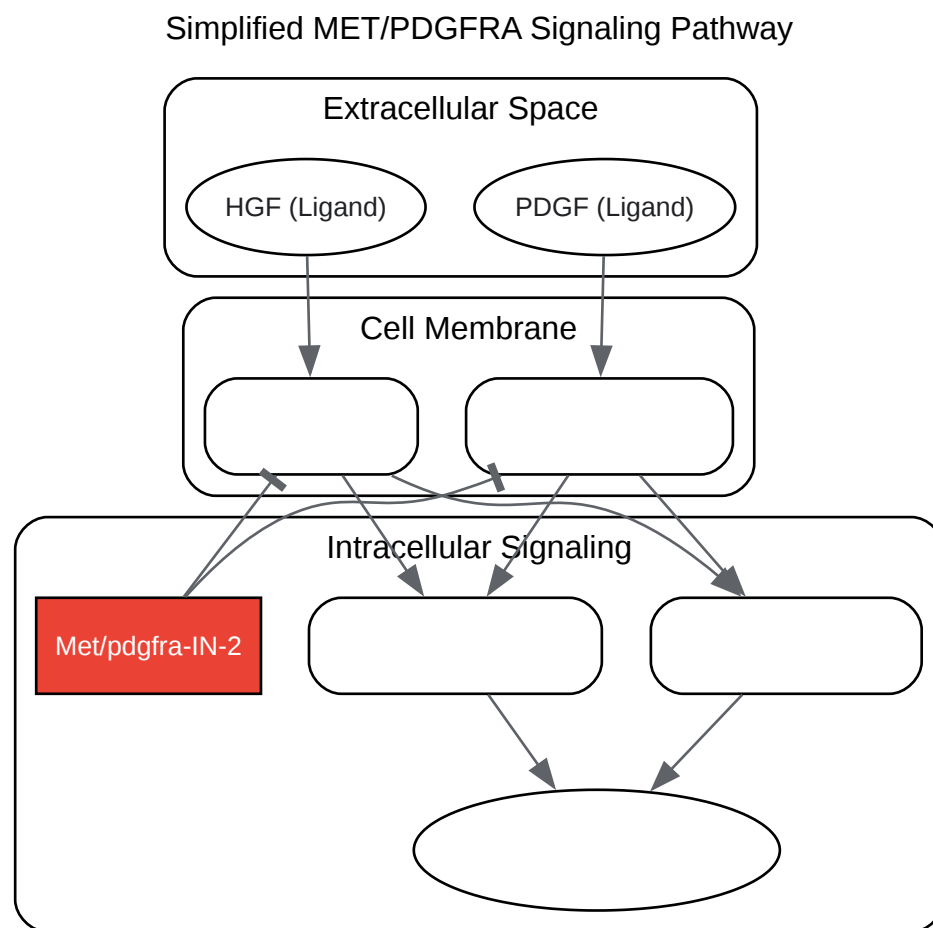 Simplified MET/PDGFRA Signaling Pathway
Extracellular Space
HGF (Ligand)
PDGF (Ligand)
Cell Membrane
Intracellular Signaling
Met/pdgfra-IN-2